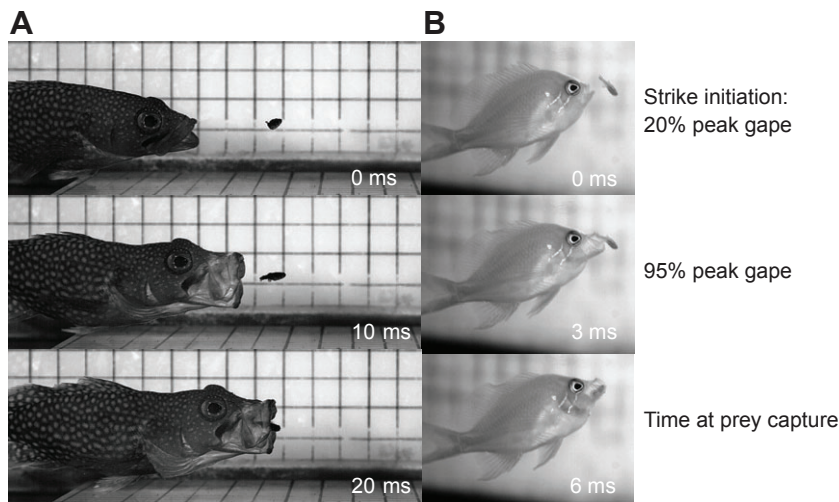 A
B
0 ms
0 ms
Strike initiation:
20% peak gape
10 ms
3 ms
95% peak gape
20 ms
6 ms
Time at prey capture